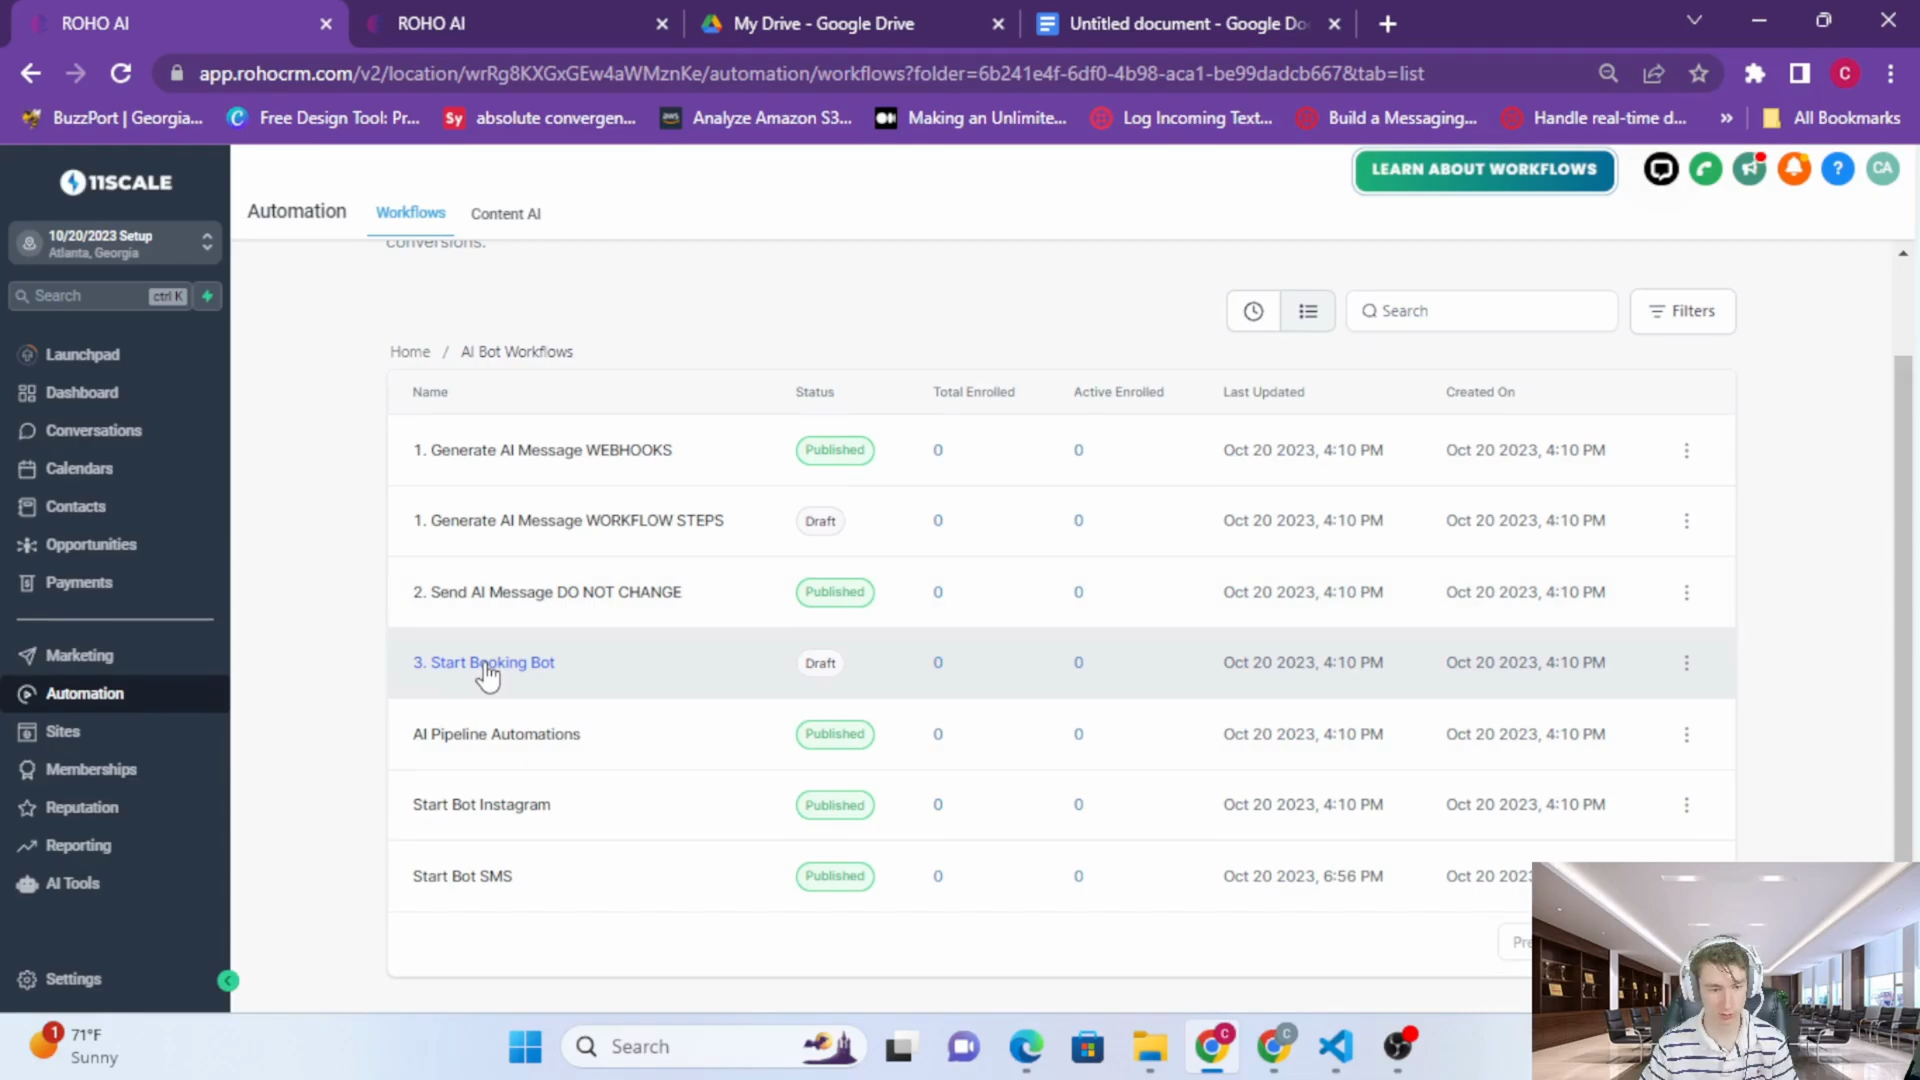 ROHO AI
ROHO AI
My Drive - Google Drive
Untitled document - Google Do
app.rohocrm.com/v2/location/wrRg8KXGxGEw4aWMznKe/automation/workflows?folder=6b241e4f-6df0-4b98-aca1-be99dadcb667&tab=list
C
BuzzPort | Georgia...
Free Design Tool: Pr...
Sy absolute convergen...
aws Analyze Amazon S3...
Making an Unlimite...
Log Incoming Text...
Build a Messaging...
Handle real-time d...
»
All Bookmarks
11SCALE
LEARN ABOUT WORKFLOWS
?
CA
Automation
Workflows
Content AI
10/20/2023 Setup
Atlanta, Georgia
Search
ctrl K
conversions.
Search
Filters
Launchpad
Dashboard
Conversations
Calendars
Contacts
Opportunities
Payments
Marketing
Automation
Sites
Memberships
Reputation
Reporting
AI Tools
Settings
Home / AI Bot Workflows
Name Status Total Enrolled Active Enrolled Last Updated Created On
1. Generate AI Message WEBHOOKS Published 0 0 Oct 20 2023, 4:10 PM Oct 20 2023, 4:10 PM
1. Generate AI Message WORKFLOW STEPS Draft 0 0 Oct 20 2023, 4:10 PM Oct 20 2023, 4:10 PM
2. Send AI Message DO NOT CHANGE Published 0 0 Oct 20 2023, 4:10 PM Oct 20 2023, 4:10 PM
3. Start Booking Bot Draft 0 0 Oct 20 2023, 4:10 PM Oct 20 2023, 4:10 PM
AI Pipeline Automations Published 0 0 Oct 20 2023, 4:10 PM Oct 20 2023, 4:10 PM
Start Bot Instagram Published 0 0 Oct 20 2023, 4:10 PM Oct 20 2023, 4:10 PM
Start Bot SMS Published 0 0 Oct 20 2023, 6:56 PM Oct 20 2023
Pre
1
71°F
Sunny
Search
C
C